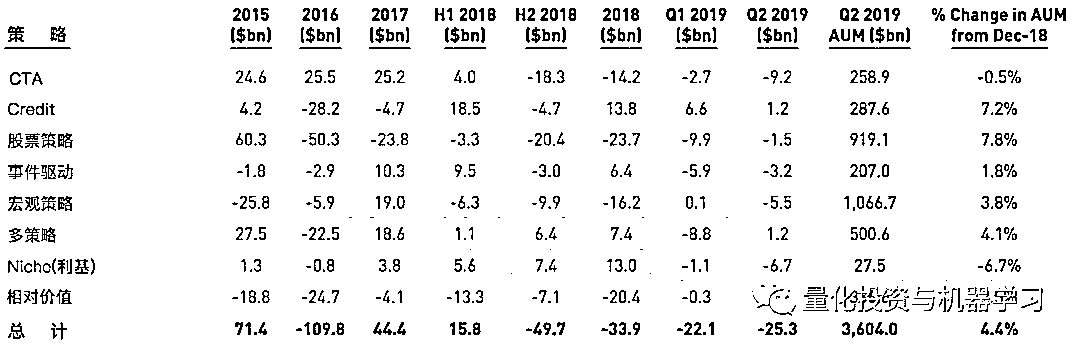 2015 2016 2017 H1 2018 H2 2018 2018 Q1 2019 Q2 2019 Q2 2019 % Change in AUM
策 略 ($bn) ($bn) ($bn) ($bn) ($bn) ($bn) ($bn) ($bn) AUM ($bn) from Dec-18
CTA 24.6 25.5 25.2 4.0 -18.3 -14.2 -2.7 -9.2 258.9 -0.5%
Credit 4.2 -28.2 -4.7 18.5 -4.7 13.8 6.6 1.2 287.6 7.2%
股票策略 60.3 -50.3 -23.8 -3.3 -20.4 -23.7 -9.9 -1.5 919.1 7.8%
事件驱动 -1.8 -2.9 10.3 9.5 -3.0 6.4 -5.9 -3.2 207.0 1.8%
宏观策略 -25.8 -5.9 19.0 -6.3 -9.9 -16.2 0.1 -5.5 1,066.7 3.8%
多策略 27.5 -22.5 18.6 1.1 6.4 7.4 -8.8 1.2 500.6 4.1%
Niche(利基) 1.3 -0.8 3.8 5.6 7.4 13.0 -1.1 -6.7 27.5 -6.7%
相对价值 -18.8 -24.7 -4.1 -13.3 -7.1 -20.4 -0.3
量化投资与机器学习
总 计 71.4 -109.8 44.4 15.8 -49.7 -33.9 -22.1 -25.3 3,604.0 4.4%